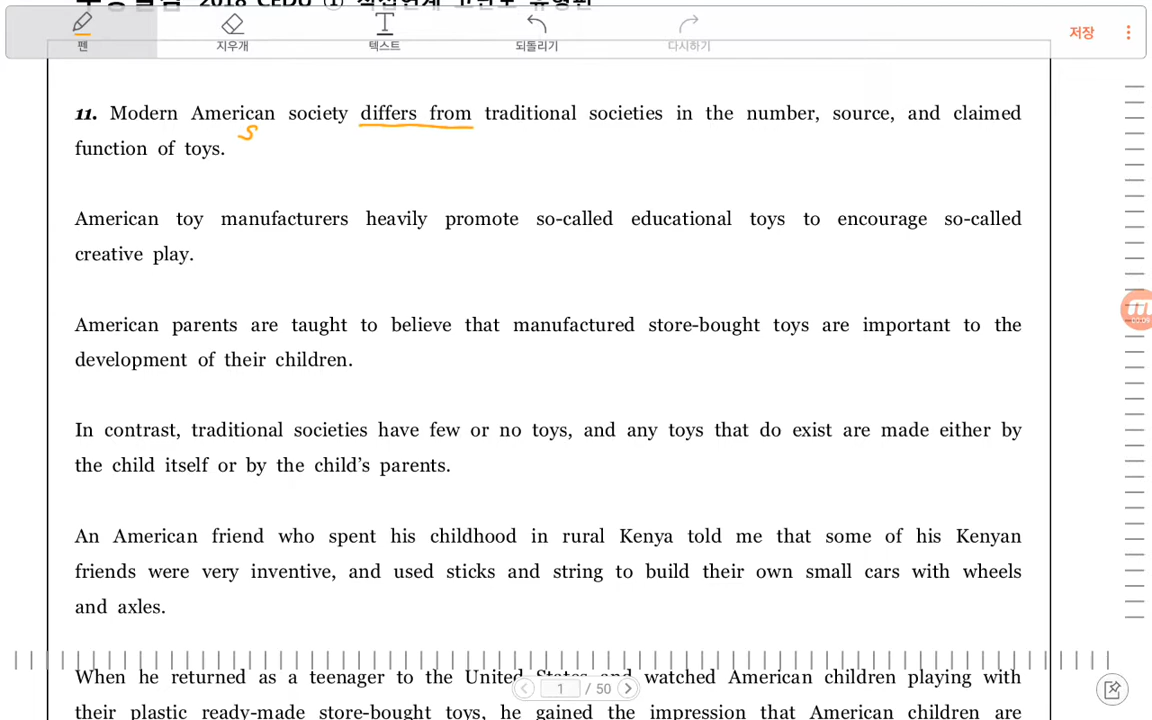 2018 CEDU ①
펜 지우개 텍스트 되돌리기 다시하기 저장
11. Modern American society differs from traditional societies in the number, source, and claimed
S
function of toys.
American toy manufacturers heavily promote so-called educational toys to encourage so-called
creative play.
American parents are taught to believe that manufactured store-bought toys are important to the
development of their children.
In contrast, traditional societies have few or no toys, and any toys that do exist are made either by
the child itself or by the child's parents.
An American friend who spent his childhood in rural Kenya told me that some of his Kenyan
friends were very inventive, and used sticks and string to build their own small cars with wheels
and axles.
When he returned as a teenager to the United States and watched American children playing with
1 / 50
their plastic ready-made store-bought toys, he gained the impression that American children are